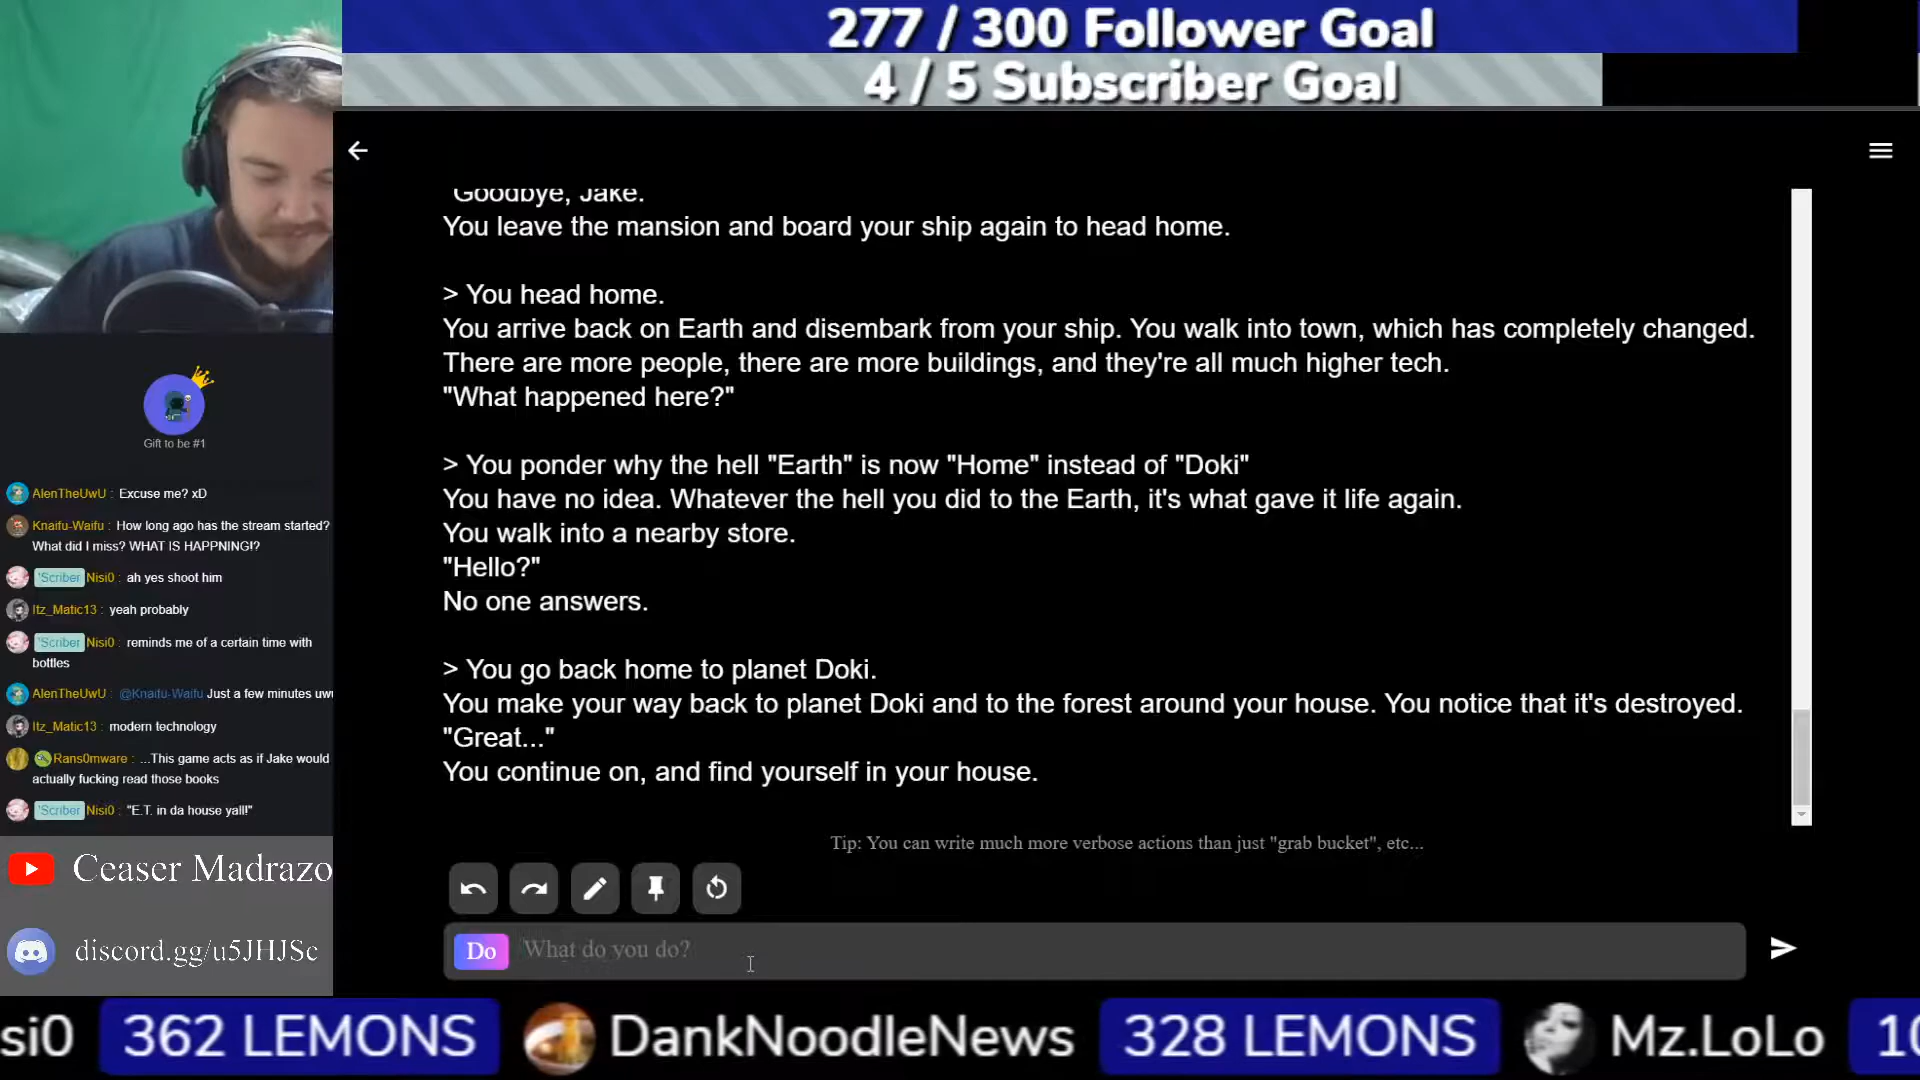 277 / 300 Follower Goal
4 / 5 Subscriber Goal
"Goodbye, Jake.
You leave the mansion and board your ship again to head home.
> You head home.
You arrive back on Earth and disembark from your ship. You walk into town, which has completely changed.
There are more people, there are more buildings, and they're all much higher tech.
"What happened here?"
> You ponder why the hell "Earth" is now "Home" instead of "Doki"
You have no idea. Whatever the hell you did to the Earth, it's what gave it life again.
You walk into a nearby store.
"Hello?"
No one answers.
> You go back home to planet Doki.
You make your way back to planet Doki and to the forest around your house. You notice that it's destroyed.
"Great..."
You continue on, and find yourself in your house.
Tip: You can write much more verbose actions than just "grab bucket", etc...
Do What do you do?
Gift to be #1
AlenTheUwU : Excuse me? xD
Knaifu-Waifu : How long ago has the stream started?
What did I miss? WHAT IS HAPPNING!?
'Scriber Nisi0 : ah yes shoot him
Itz_Matic13 : yeah probably
'Scriber Nisi0 : reminds me of a certain time with
bottles
AlenTheUwU : @Knaifu-Waifu Just a few minutes uw
Itz_Matic13 : modern technology
Rans0mware : ...This game acts as if Jake would
actually fucking read those books
'Scriber Nisi0 : "E.T. in da house yall!"
Ceaser Madrazo
discord.gg/u5JHJSc
si0 362 LEMONS DankNoodleNews 328 LEMONS Mz.LoLo 10